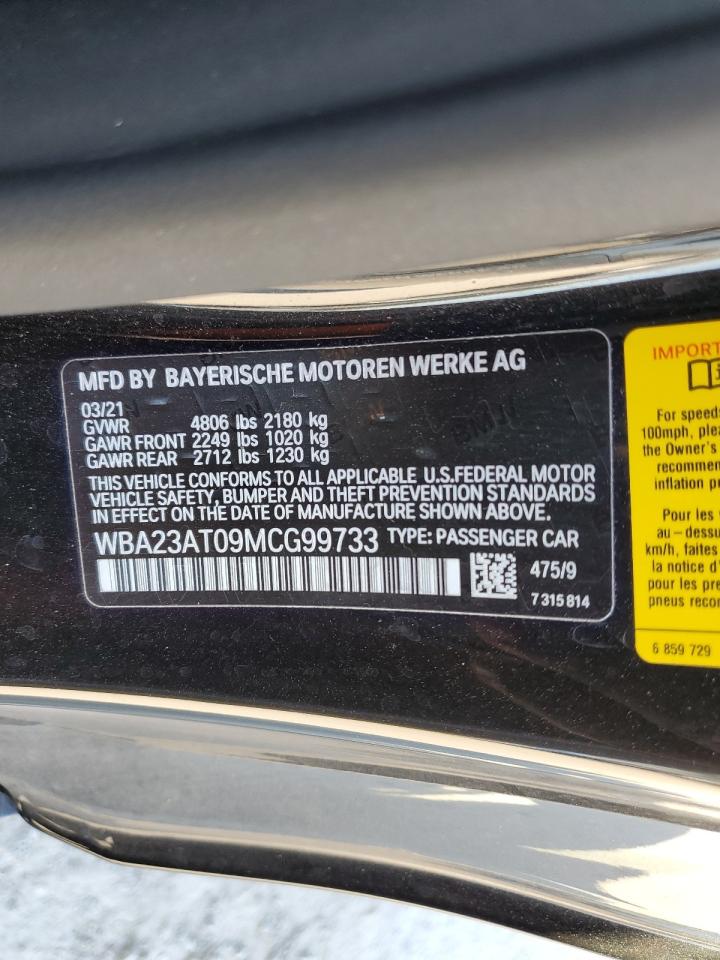 MFD BY BAYERISCHE MOTOREN WERKE AG
03/21
GVWR 4806 lbs 2180 kg
GAWR FRONT 2249 lbs 1020 kg
GAWR REAR 2712 lbs 1230 kg
THIS VEHICLE CONFORMS TO ALL APPLICABLE U.S.FEDERAL MOTOR
VEHICLE SAFETY, BUMPER AND THEFT PREVENTION STANDARDS
IN EFFECT ON THE DATE OF MANUFACTURE SHOWN ABOVE.
WBA23AT09MCG99733 TYPE: PASSENGER CAR
475/9
7 315 814
IMPORT
For speeds
100mph, plea
the Owner's
recommen
inflation p
Pour les
au – dessu
km/h, faites
la notice d'
pour les pre
pneus recor
6 859 729